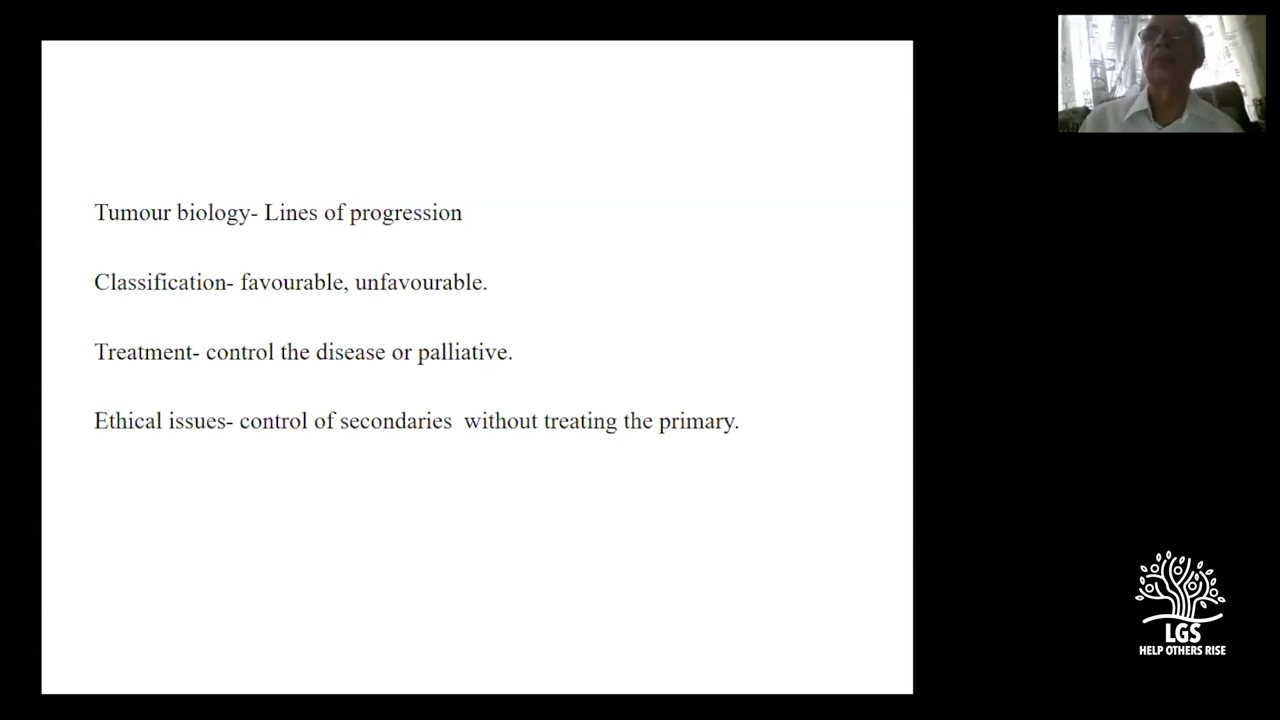 Tumour biology- Lines of progression
Classification- favourable, unfavourable.
Treatment- control the disease or palliative.
Ethical issues- control of secondaries  without treating the primary.
LGS
HELP OTHERS RISE